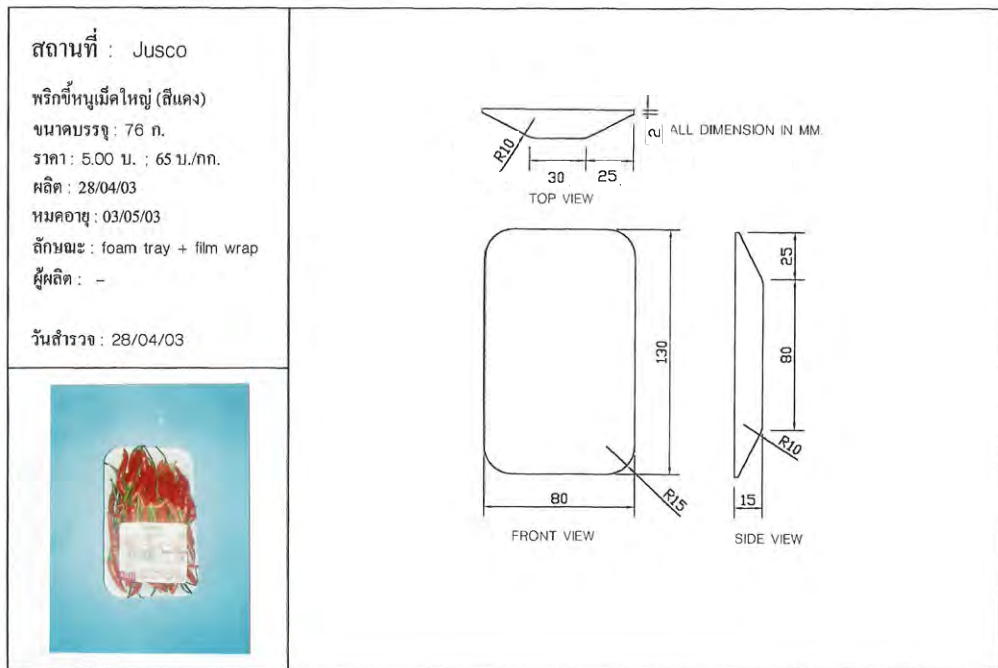 สถานที่ : Jusco
พริกขี้หนูเม็ดใหญ่ (สีแดง)
ขนาดบรรจุ : 76 ก.
ราคา : 5.00 บ. ; 65 บ./กก.
ผลิต : 28/04/03
หมดอายุ : 03/05/03
ลักษณะ : foam tray + film wrap
ผู้ผลิต : -
วันสำรวจ : 28/04/03
2 ALL DIMENSION IN MM.
R10
30 25
TOP VIEW
25
130
80
R10
80
R15
15
FRONT VIEW
SIDE VIEW